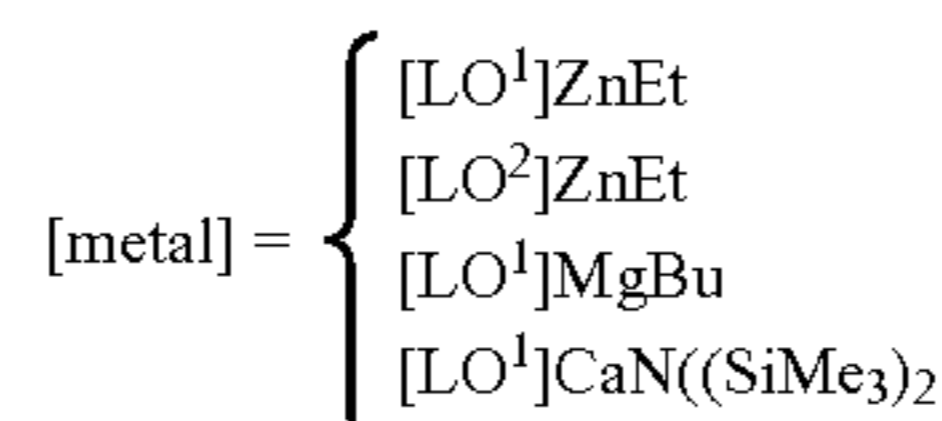 [LO¹]ZnEt
[LO²]ZnEt
[metal] =
[LO¹]MgBu
[LO¹]CaN((SiMe₃)₂